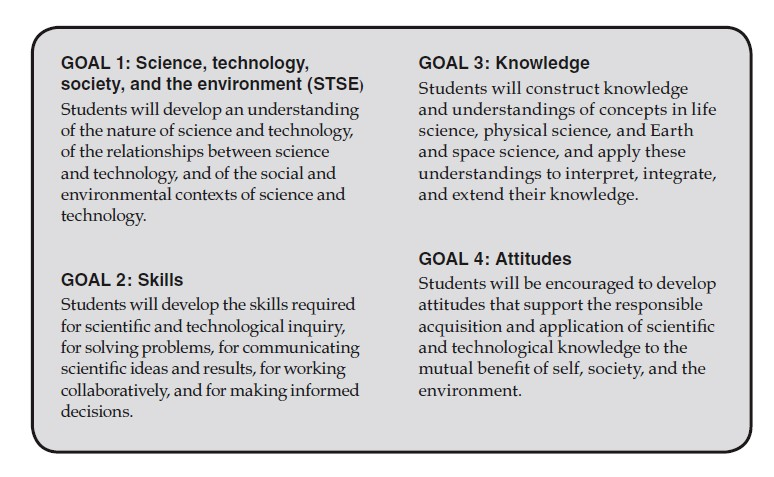 GOAL 1: Science, technology,
society, and the environment (STSE)
Students will develop an understanding
of the nature of science and technology,
of the relationships between science
and technology, and of the social and
environmental contexts of science and
technology.
GOAL 2: Skills
Students will develop the skills required
for scientific and technological inquiry,
for solving problems, for communicating
scientific ideas and results, for working
collaboratively, and for making informed
decisions.
GOAL 3: Knowledge
Students will construct knowledge
and understandings of concepts in life
science, physical science, and Earth
and space science, and apply these
understandings to interpret, integrate,
and extend their knowledge.
GOAL 4: Attitudes
Students will be encouraged to develop
attitudes that support the responsible
acquisition and application of scientific
and technological knowledge to the
mutual benefit of self, society, and the
environment.